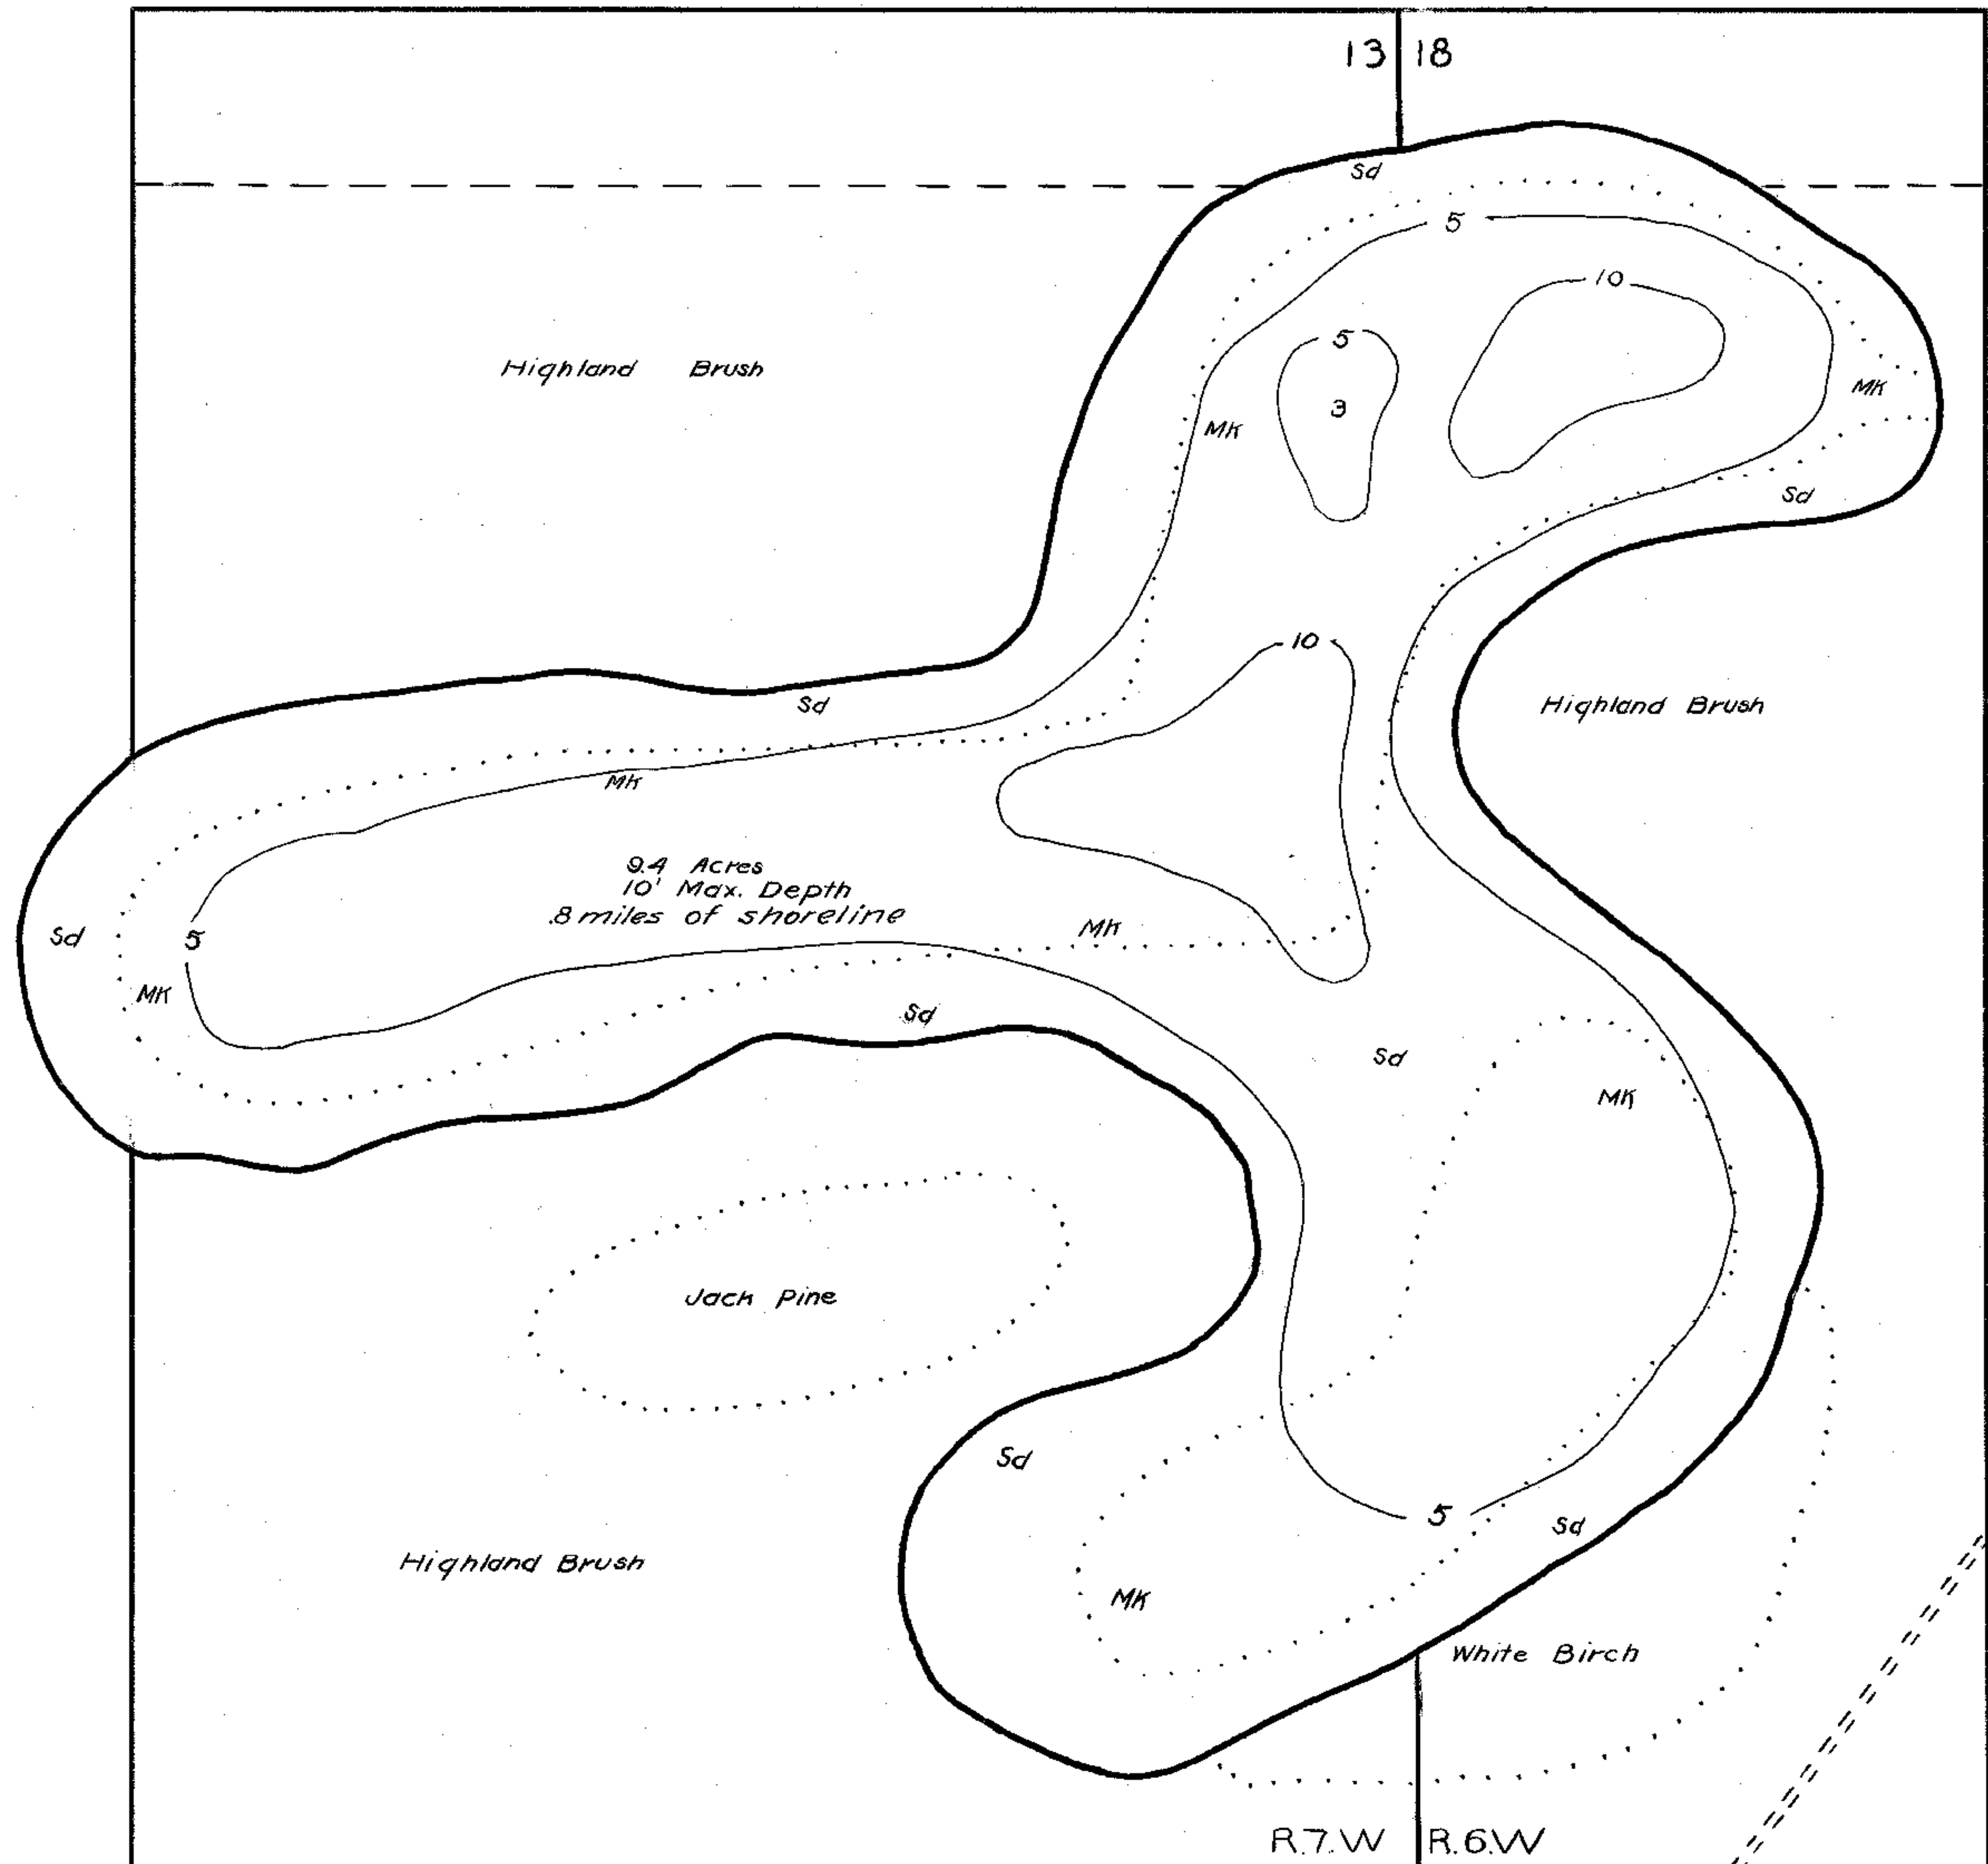 13 18
Sd
5
10
Highland Brush
5
3
MK
MK
Sd
10
Sd
Highland Brush
MK
9.4 Acres
10' Max. Depth
.8 miles of shoreline
Sd
5
MK
MK
Sd
Sd
MK
Jack Pine
Sd
5
Sd
Highland Brush
MK
White Birch
R.7.W R.6.W